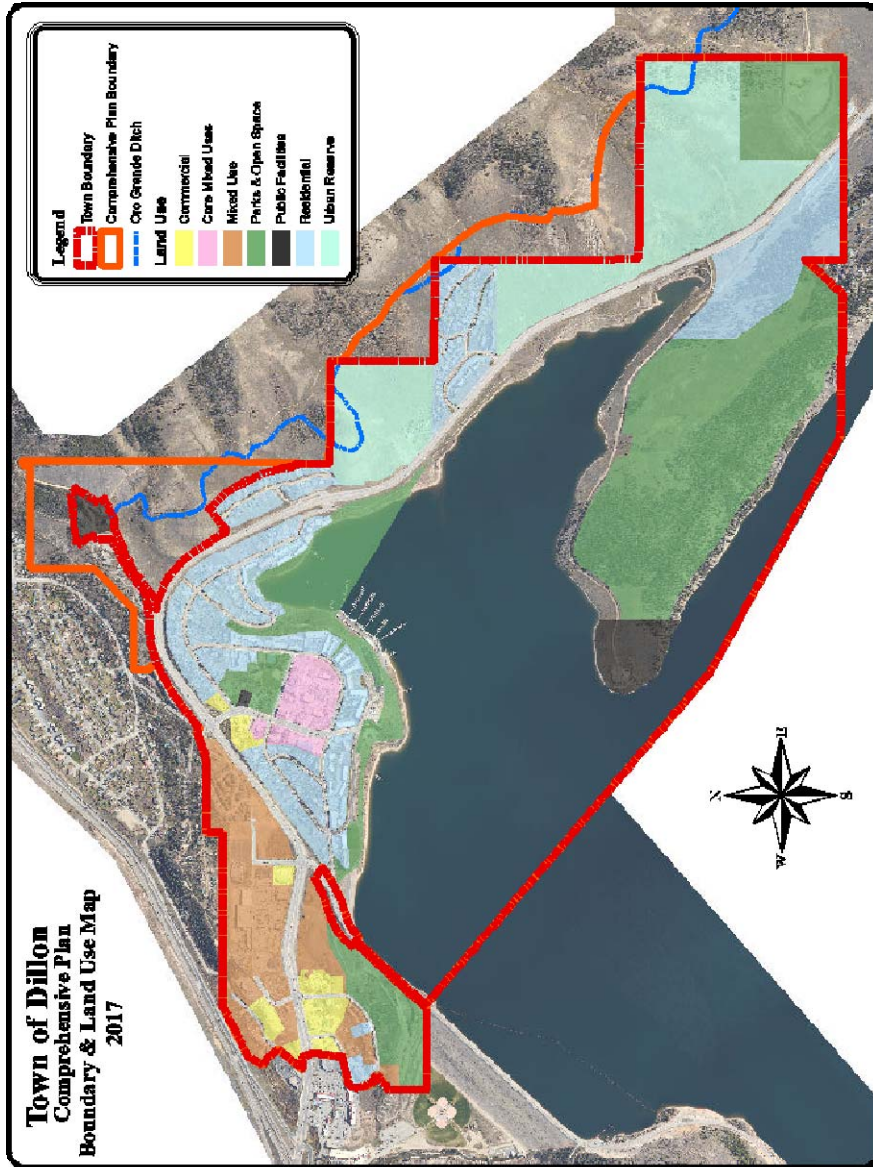 Town of Dillon
Comprehensive Plan
Boundary & Land Use Map
2017
Legend
Town Boundary
Comprehensive Plan Boundary
Oro Grande Ditch
Land Use
Commercial
Core Mixed Uses
Mixed Use
Parks & Open Space
Public Facilities
Residential
Urban Reserve
N
W
E
S